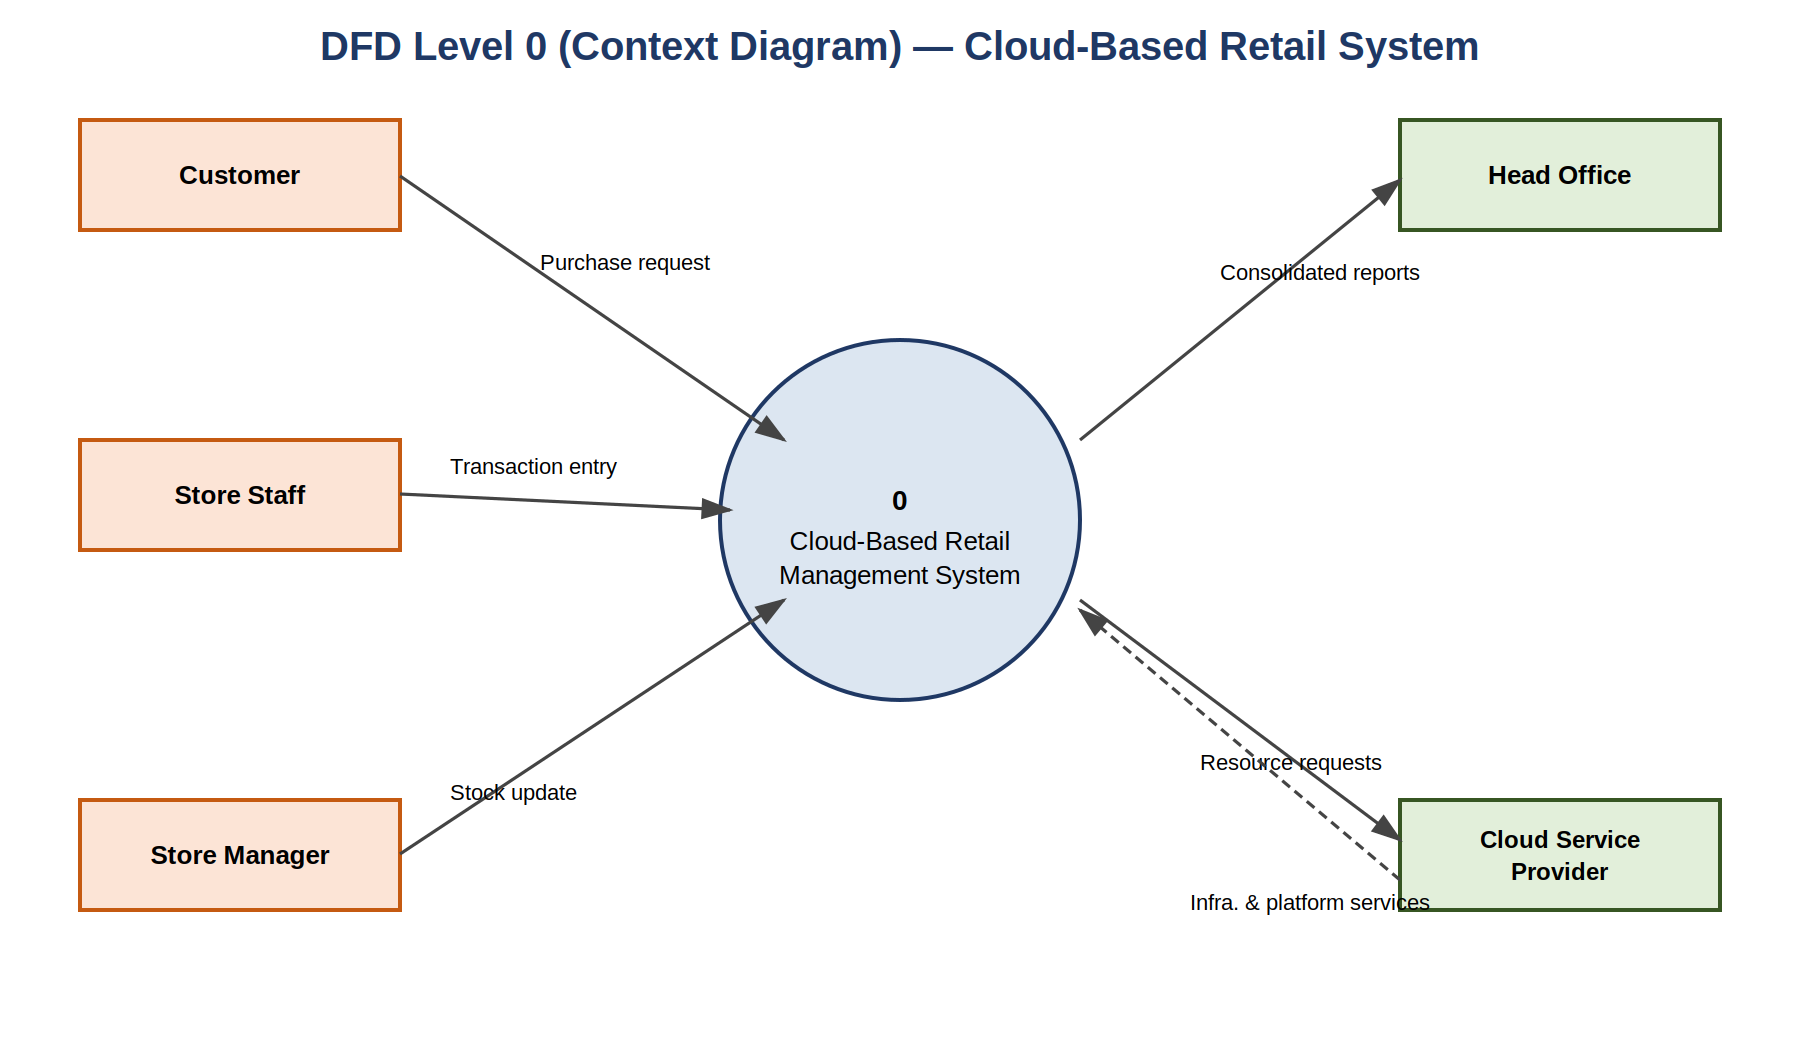 DFD Level 0 (Context Diagram) — Cloud-Based Retail System
Customer
Head Office
Purchase request
Consolidated reports
Transaction entry
Store Staff
0
Cloud-Based Retail
Management System
Resource requests
Stock update
Store Manager
Cloud Service
Provider
Infra. & platform services